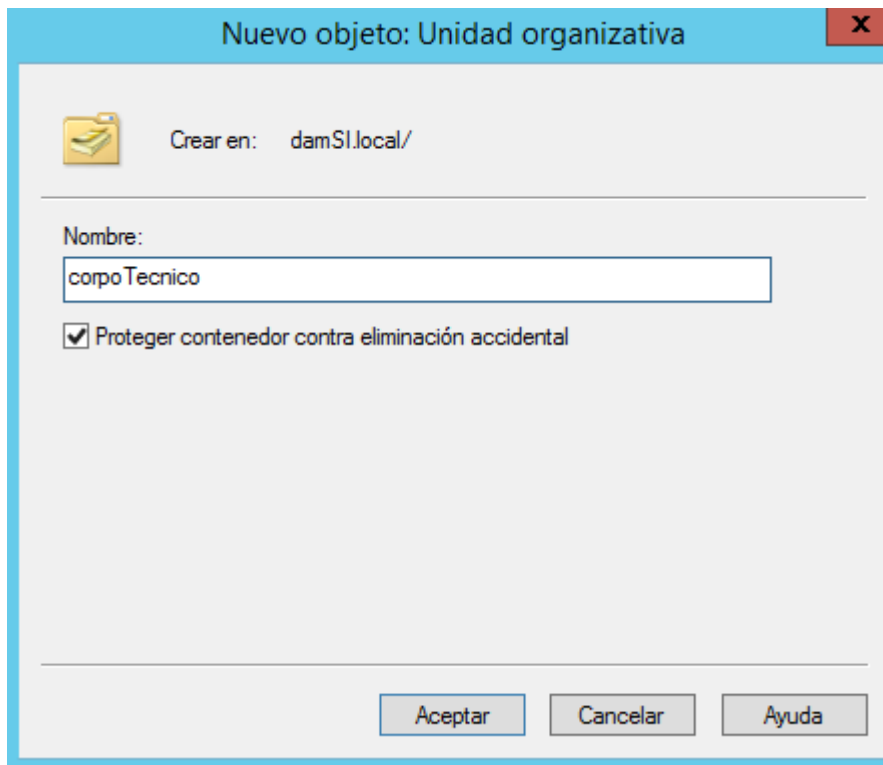 Nuevo objeto: Unidad organizativa
x
Crear en: damSI.local/
Nombre:
corpoTecnico
Proteger contenedor contra eliminación accidental
Aceptar Cancelar Ayuda